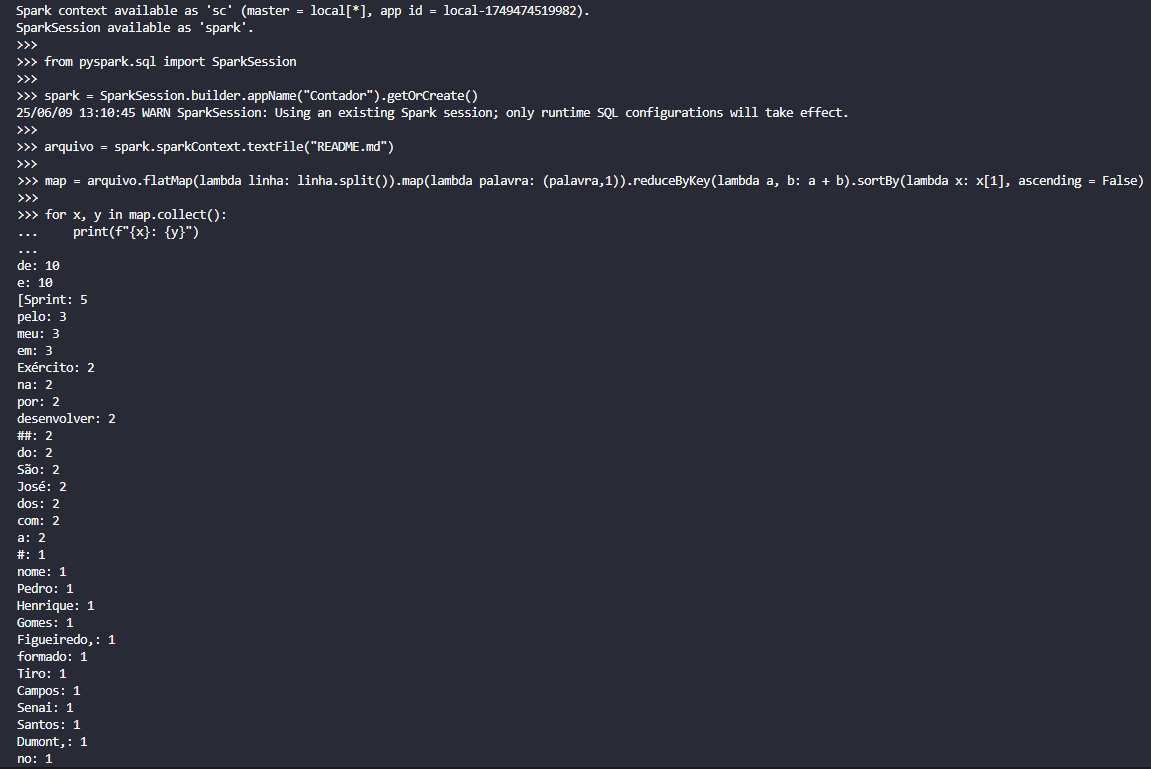 Spark context available as 'sc' (master = local[*], app id = local-1749474519982).
SparkSession available as 'spark'.
>>>
>>> from pyspark.sql import SparkSession
>>>
>>> spark = SparkSession.builder.appName("Contador").getOrCreate()
25/06/09 13:10:45 WARN SparkSession: Using an existing Spark session; only runtime SQL configurations will take effect.
>>>
>>> arquivo = spark.sparkContext.textFile("README.md")
>>>
>>> map = arquivo.flatMap(lambda linha: linha.split()).map(lambda palavra: (palavra,1)).reduceByKey(lambda a, b: a + b).sortBy(lambda x: x[1], ascending = False)
>>>
>>> for x, y in map.collect():
...     print(f"{x}: {y}")
...
de: 10
e: 10
[Sprint: 5
pelo: 3
meu: 3
em: 3
Exército: 2
na: 2
por: 2
desenvolver: 2
##: 2
do: 2
São: 2
José: 2
dos: 2
com: 2
a: 2
#: 1
nome: 1
Pedro: 1
Henrique: 1
Gomes: 1
Figueiredo,: 1
formado: 1
Tiro: 1
Campos: 1
Senai: 1
Santos: 1
Dumont,: 1
no: 1